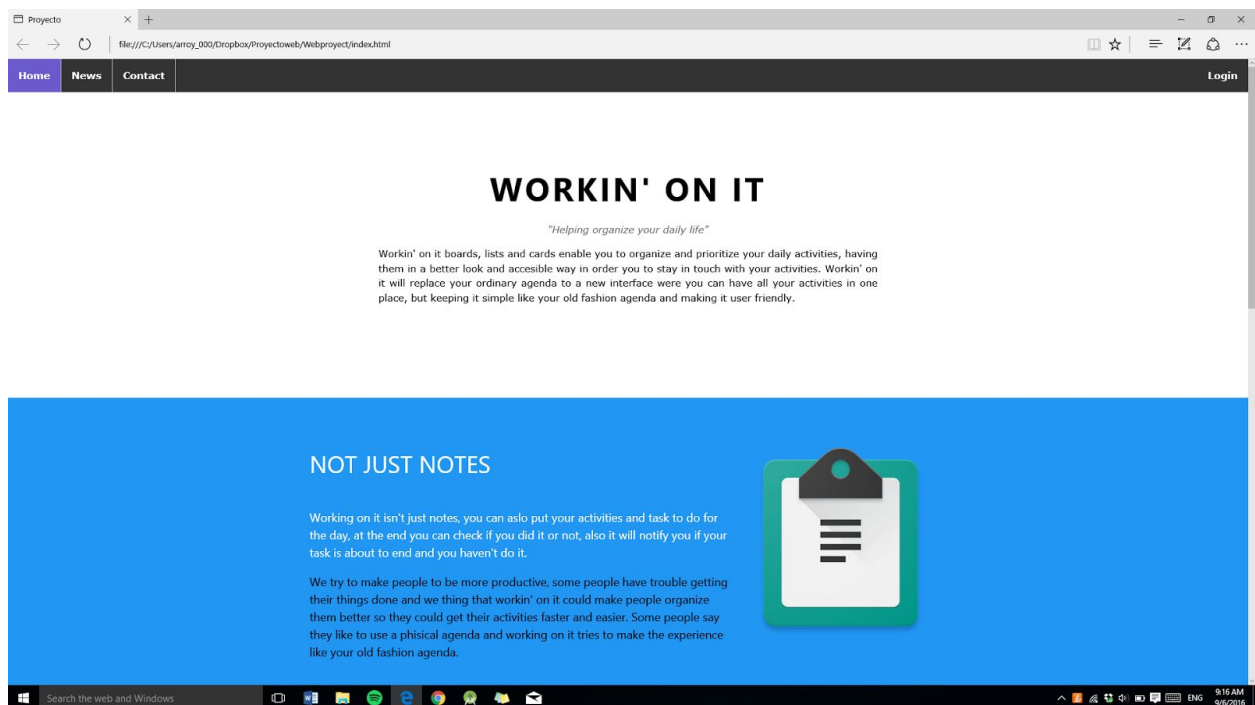 Proyecto
file:///C:/Users/arroy_000/Dropbox/Proyectoweb/Webproyect/index.html
Home News Contact Login
WORKIN' ON IT
"Helping organize your daily life"
Workin' on it boards, lists and cards enable you to organize and prioritize your daily activities, having
them in a better look and accesible way in order you to stay in touch with your activities. Workin' on
it will replace your ordinary agenda to a new interface were you can have all your activities in one
place, but keeping it simple like your old fashion agenda and making it user friendly.
NOT JUST NOTES
Working on it isn't just notes, you can aslo put your activities and task to do for
the day, at the end you can check if you did it or not, also it will notify you if your
task is about to end and you haven't do it.
We try to make people to be more productive, some people have trouble getting
their things done and we thing that workin' on it could make people organize
them better so they could get their activities faster and easier. Some people say
they like to use a phisical agenda and working on it tries to make the experience
like your old fashion agenda.
Search the web and Windows
ENG
9:16 AM
9/6/2016